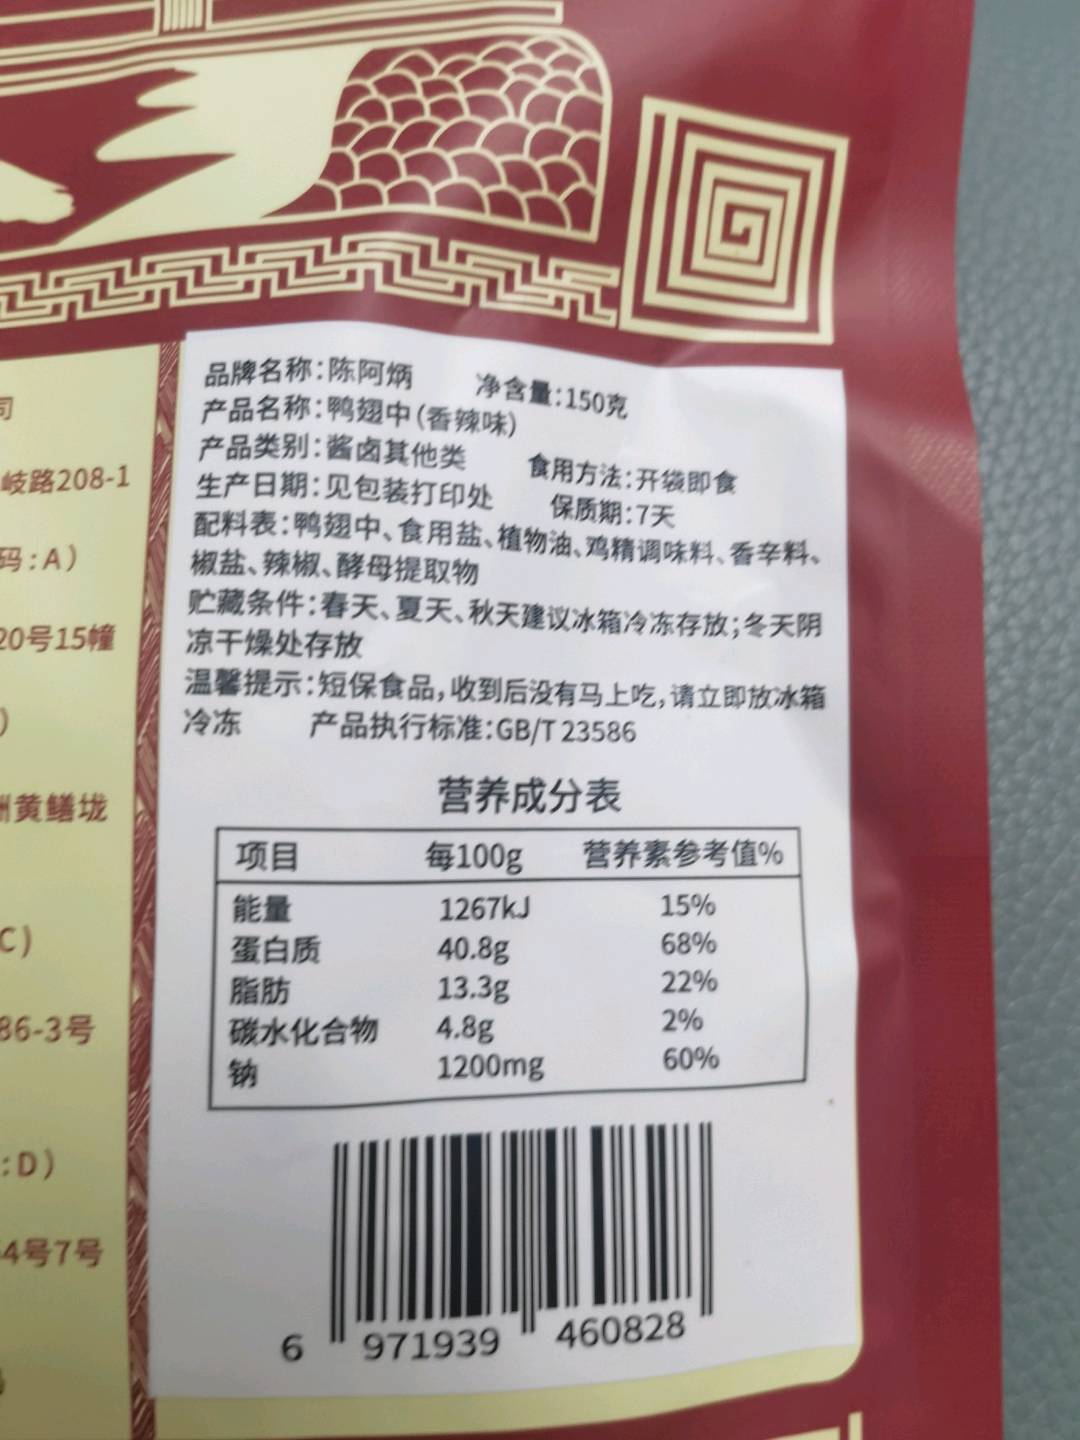 品牌名称:陈阿炳 净含量:150克
产品名称:鸭翅中(香辣味)
产品类别:酱卤其他类 食用方法:开袋即食
生产日期:见包装打印处 保质期:7天
配料表:鸭翅中、食用盐、植物油、鸡精调味料、香辛料、
椒盐、辣椒、酵母提取物
贮藏条件:春天、夏天、秋天建议冰箱冷冻存放;冬天阴
凉干燥处存放
温馨提示:短保食品,收到后没有马上吃,请立即放冰箱
冷冻 产品执行标准:GB/T 23586
营养成分表
项目 每100g 营养素参考值%
能量 1267kJ 15%
蛋白质 40.8g 68%
脂肪 13.3g 22%
碳水化合物 4.8g 2%
钠 1200mg 60%
6 971939 460828
司
岐路208-1
码:A)
20号15幢
)
洲黄鳝垅
C)
86-3号
:D)
4号7号